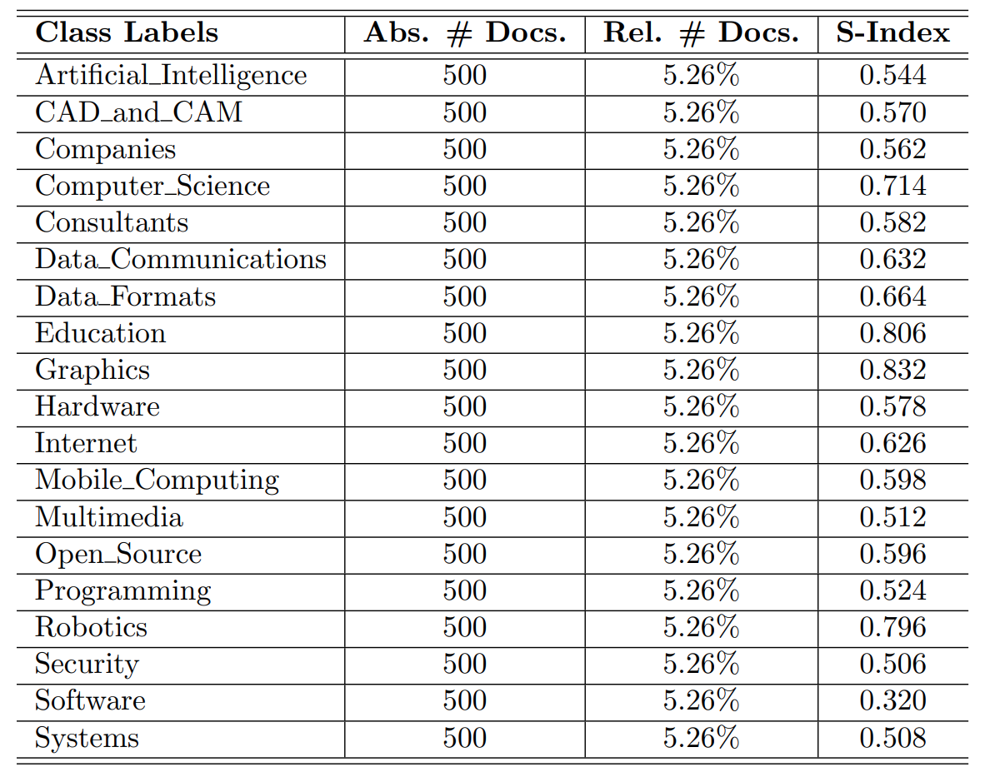 Class Labels Abs. # Docs. Rel. # Docs. S-Index
Artificial_Intelligence 500 5.26% 0.544
CAD_and_CAM 500 5.26% 0.570
Companies 500 5.26% 0.562
Computer_Science 500 5.26% 0.714
Consultants 500 5.26% 0.582
Data_Communications 500 5.26% 0.632
Data_Formats 500 5.26% 0.664
Education 500 5.26% 0.806
Graphics 500 5.26% 0.832
Hardware 500 5.26% 0.578
Internet 500 5.26% 0.626
Mobile_Computing 500 5.26% 0.598
Multimedia 500 5.26% 0.512
Open_Source 500 5.26% 0.596
Programming 500 5.26% 0.524
Robotics 500 5.26% 0.796
Security 500 5.26% 0.506
Software 500 5.26% 0.320
Systems 500 5.26% 0.508